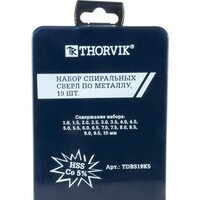 THORVIK®
НАБОР СПИРАЛЬНЫХ
СВЕРЛ ПО МЕТАЛЛУ,
19 ШТ.
Содержание набора:
1.0, 1.5, 2.0, 2.5, 3.0, 3.5, 4.0, 4.5,
5.0, 5.5, 6.0, 6.5, 7.0, 7.5, 8.0, 8.5,
9.0, 9.5, 10 мм
HSS
Co 5%
Арт.: TDBS19K5